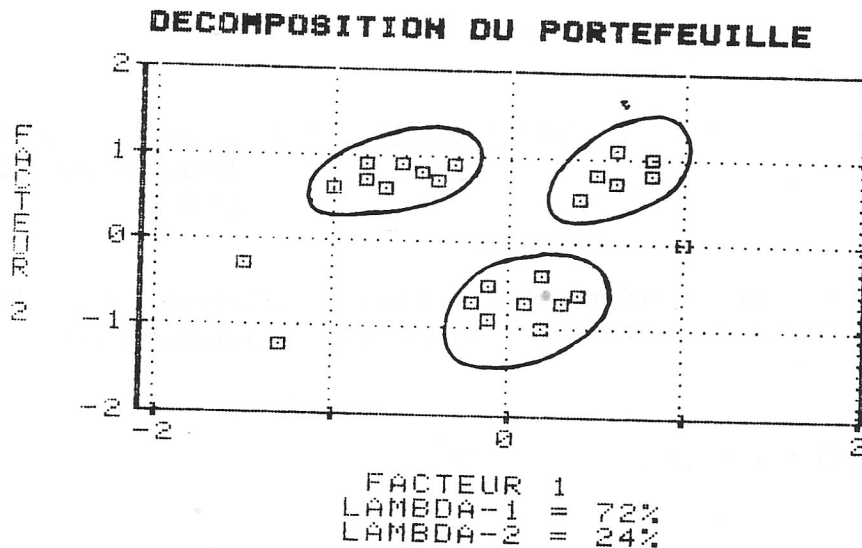 DECOMPOSITION DU PORTEFEUILLE
2
1
0
-1
-2
FACTEUR 2
-2
0
2
FACTEUR 1
LAMBDA-1 = 72%
LAMBDA-2 = 24%